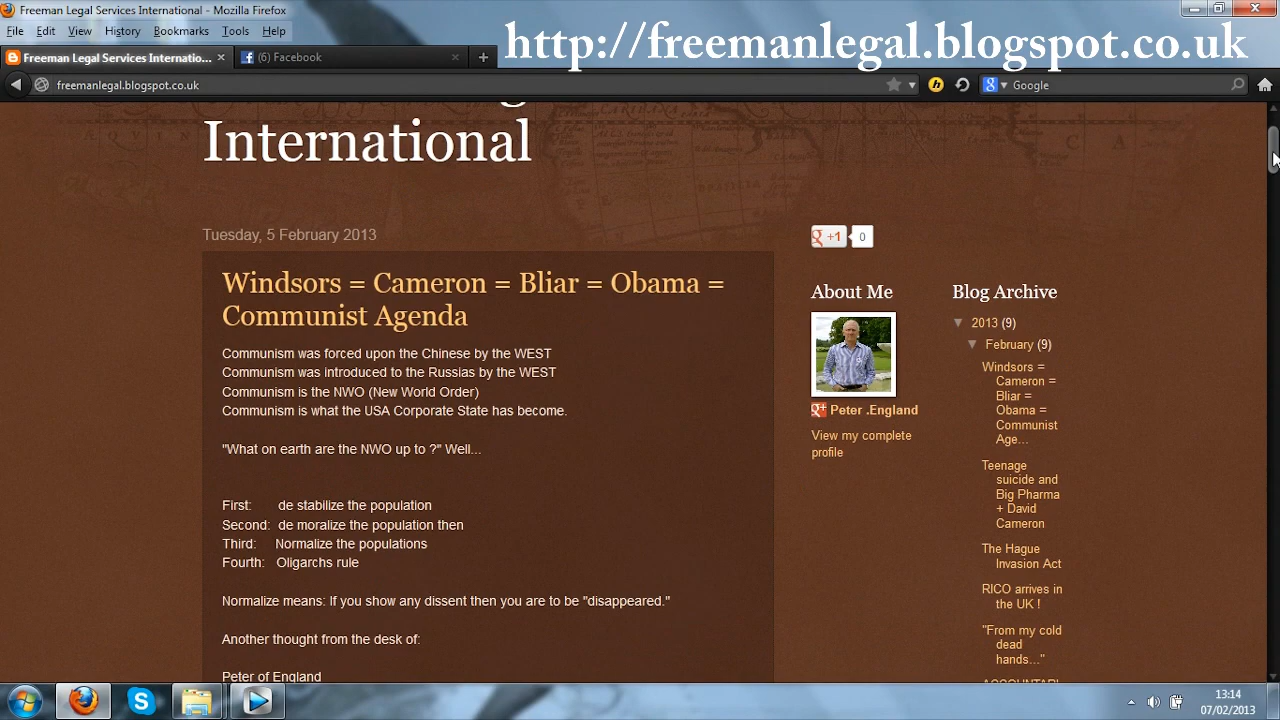 Freeman Legal Services International - Mozilla Firefox
File Edit View History Bookmarks Tools Help
http://freemanlegal.blogspot.co.uk
Freeman Legal Services Internatio...
(6) Facebook
freemanlegal.blogspot.co.uk
Google
International
Tuesday, 5 February 2013
Windsors = Cameron = Bliar = Obama =
Communist Agenda
Communism was forced upon the Chinese by the WEST
Communism was introduced to the Russias by the WEST
Communism is the NWO (New World Order)
Communism is what the USA Corporate State has become.
"What on earth are the NWO up to ?" Well...
First: de stabilize the population
Second: de moralize the population then
Third: Normalize the populations
Fourth: Oligarchs rule
Normalize means: If you show any dissent then you are to be "disappeared."
Another thought from the desk of:
Peter of England
+1 0
About Me
Peter .England
View my complete
profile
Blog Archive
2013 (9)
February (9)
Windsors =
Cameron =
Bliar =
Obama =
Communist
Age...
Teenage
suicide and
Big Pharma
+ David
Cameron
The Hague
Invasion Act
RICO arrives in
the UK !
"From my cold
dead
hands..."
13:14
07/02/2013